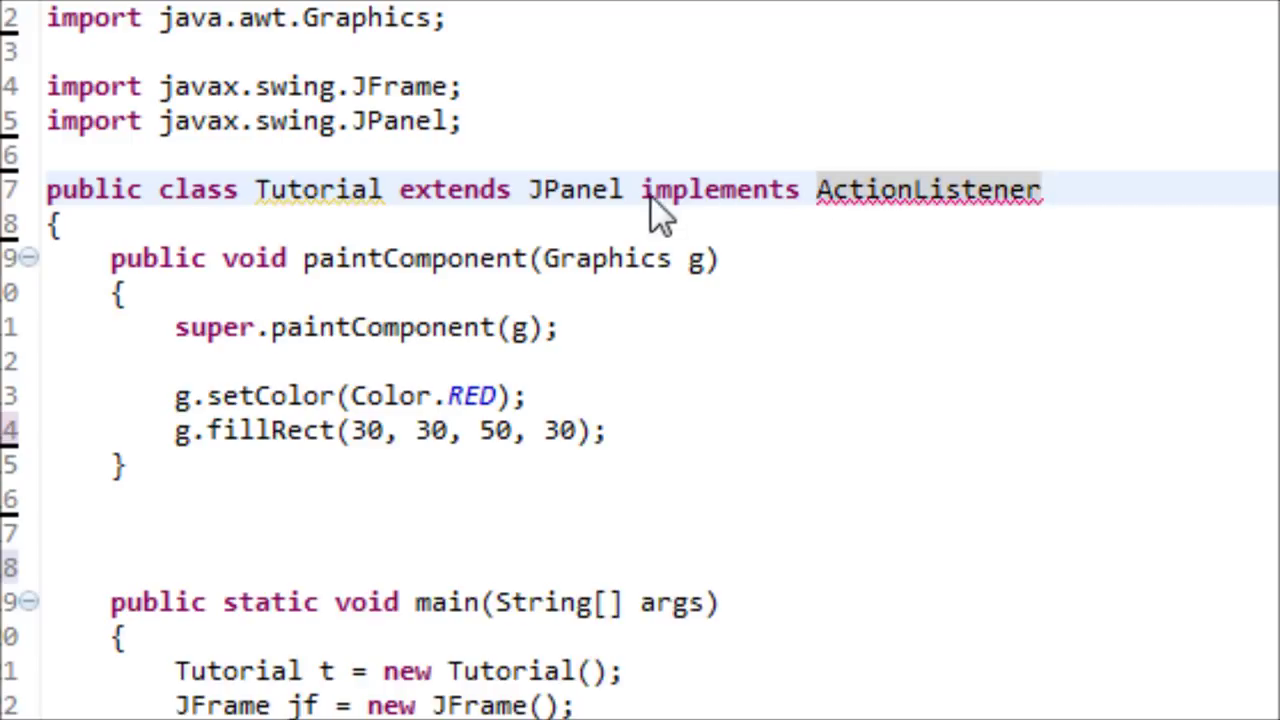 2 import java.awt.Graphics;
3
4 import javax.swing.JFrame;
5 import javax.swing.JPanel;
6
7 public class Tutorial extends JPanel implements ActionListener
8 {
9 public void paintComponent(Graphics g)
0 {
1 super.paintComponent(g);
2
3 g.setColor(Color.RED);
4 g.fillRect(30, 30, 50, 30);
5 }
6
7
8
9 public static void main(String[] args)
0 {
1 Tutorial t = new Tutorial();
2 JFrame jf = new JFrame();